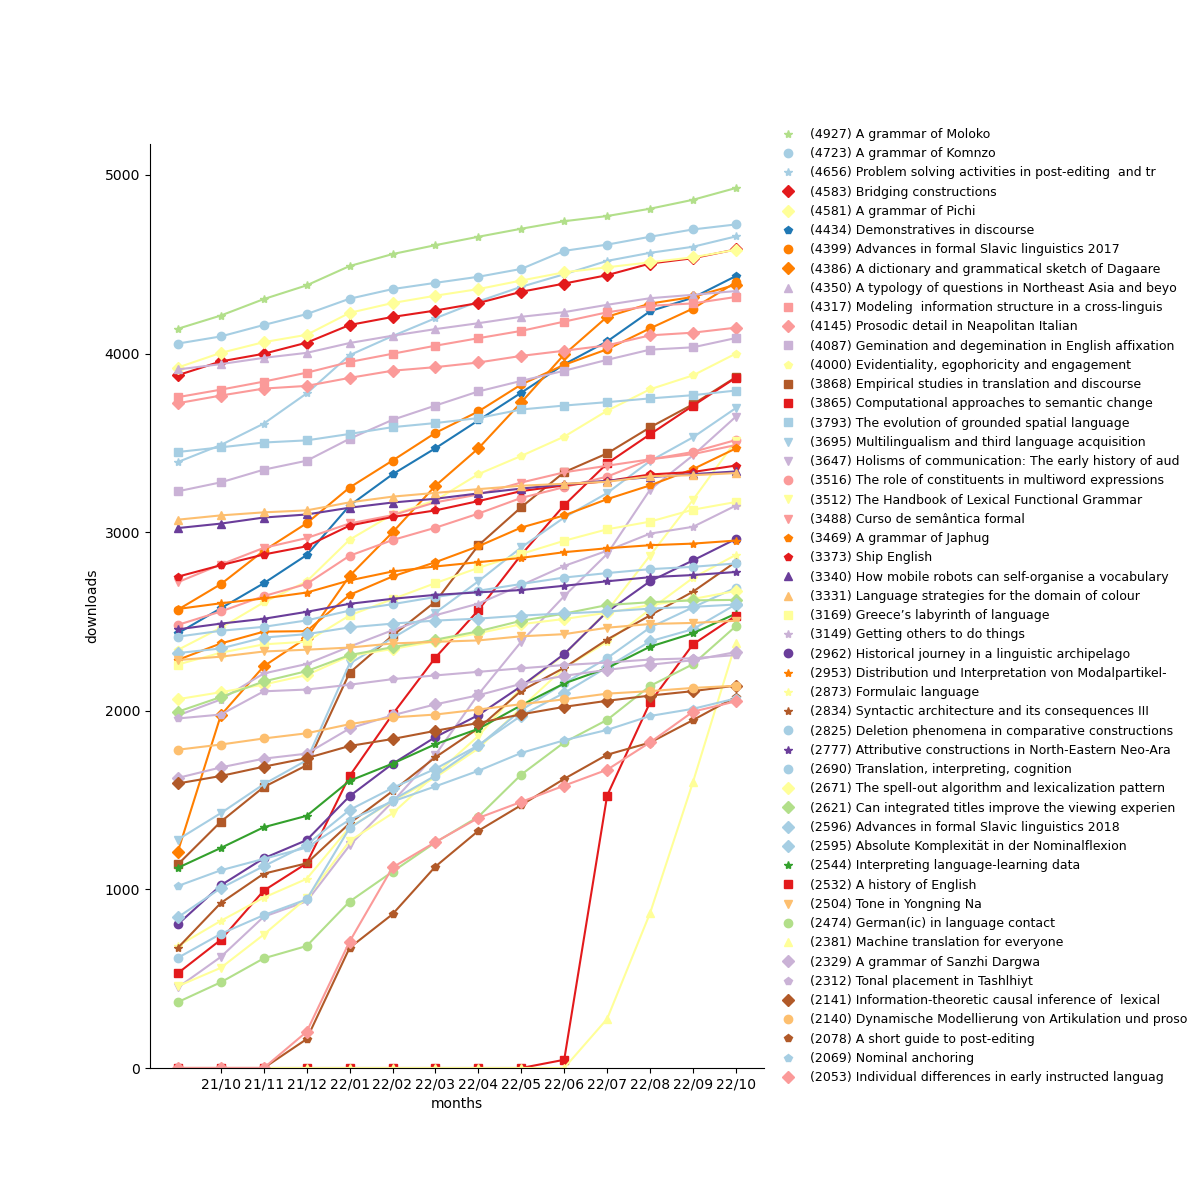 5000
4000
3000
2000
1000
0
downloads
21/10 21/11 21/12 22/01 22/02 22/03 22/04 22/05 22/06 22/07 22/08 22/09 22/10
months
(4927) A grammar of Moloko
(4723) A grammar of Komnzo
(4656) Problem solving activities in post-editing  and tr
(4583) Bridging constructions
(4581) A grammar of Pichi
(4434) Demonstratives in discourse
(4399) Advances in formal Slavic linguistics 2017
(4386) A dictionary and grammatical sketch of Dagaare
(4350) A typology of questions in Northeast Asia and beyo
(4317) Modeling  information structure in a cross-linguis
(4145) Prosodic detail in Neapolitan Italian
(4087) Gemination and degemination in English affixation
(4000) Evidentiality, egophoricity and engagement
(3868) Empirical studies in translation and discourse
(3865) Computational approaches to semantic change
(3793) The evolution of grounded spatial language
(3695) Multilingualism and third language acquisition
(3647) Holisms of communication: The early history of aud
(3516) The role of constituents in multiword expressions
(3512) The Handbook of Lexical Functional Grammar
(3488) Curso de semântica formal
(3469) A grammar of Japhug
(3373) Ship English
(3340) How mobile robots can self-organise a vocabulary
(3331) Language strategies for the domain of colour
(3169) Greece’s labyrinth of language
(3149) Getting others to do things
(2962) Historical journey in a linguistic archipelago
(2953) Distribution und Interpretation von Modalpartikel-
(2873) Formulaic language
(2834) Syntactic architecture and its consequences III
(2825) Deletion phenomena in comparative constructions
(2777) Attributive constructions in North-Eastern Neo-Ara
(2690) Translation, interpreting, cognition
(2671) The spell-out algorithm and lexicalization pattern
(2621) Can integrated titles improve the viewing experien
(2596) Advances in formal Slavic linguistics 2018
(2595) Absolute Komplexität in der Nominalflexion
(2544) Interpreting language-learning data
(2532) A history of English
(2504) Tone in Yongning Na
(2474) German(ic) in language contact
(2381) Machine translation for everyone
(2329) A grammar of Sanzhi Dargwa
(2312) Tonal placement in Tashlhiyt
(2141) Information-theoretic causal inference of  lexical
(2140) Dynamische Modellierung von Artikulation und proso
(2078) A short guide to post-editing
(2069) Nominal anchoring
(2053) Individual differences in early instructed languag